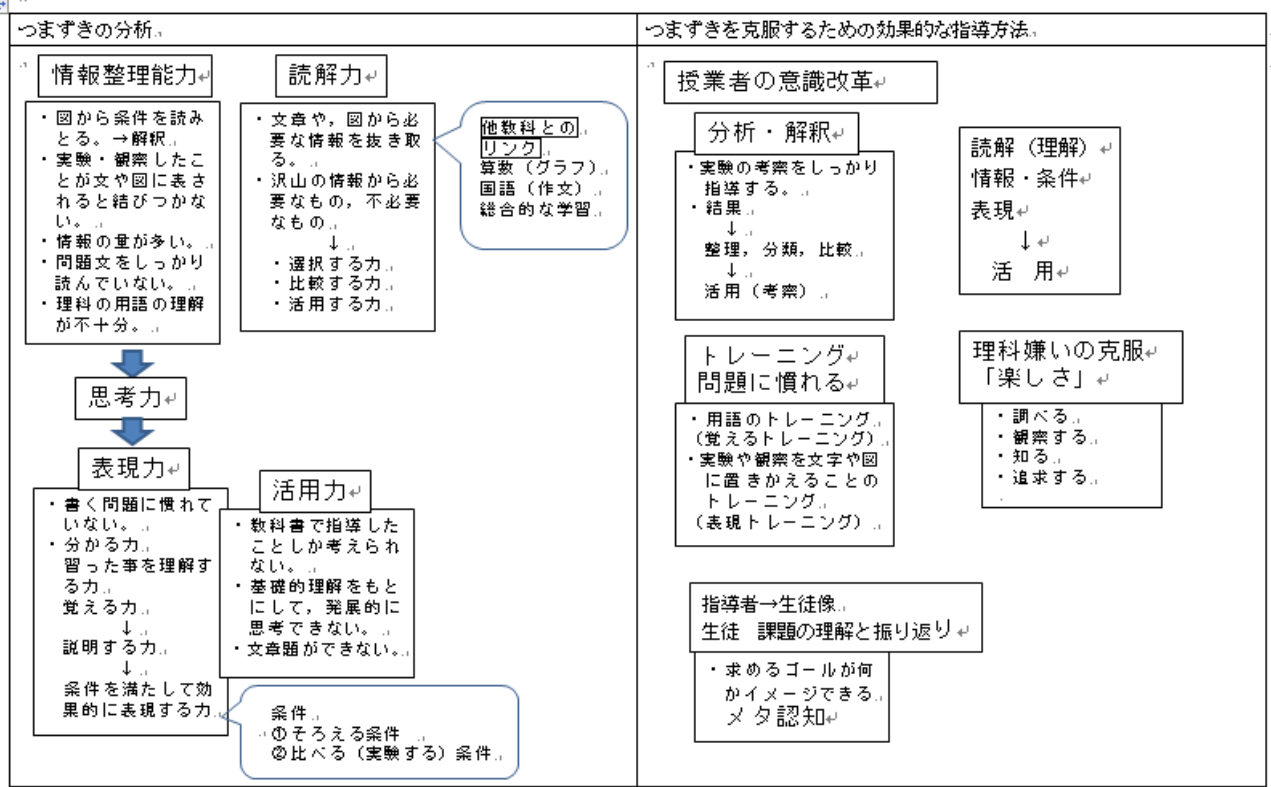 つまずきの分析
情報整理能力
・図から条件を読み
とる。→解釈
・実験・観察したこ
とが文や図に表さ
れると結びつかな
い。
・情報の量が多い。
・問題文をしっかり
読んでいない。
・理科の用語の理解
が不十分。
読解力
・文章や，図から必
要な情報を抜き取
る。
・沢山の情報から必
要なもの，不必要
なもの
↓
・選択する力
・比較する力
・活用する力
他教科との
リンク
算数（グラフ）
国語（作文）
総合的な学習
思考力
表現力
・書く問題に慣れて
いない。
・分かる力
習った事を理解す
る力
覚える力
↓
説明する力
↓
条件を満たして効
果的に表現する力
活用力
・教科書で指導した
ことしか考えられ
ない。
・基礎的理解をもと
にして，発展的に
思考できない。
・文章題ができない。
条件
①そろえる条件
②比べる（実験する）条件
つまずきを克服するための効果的な指導方法
授業者の意識改革
分析・解釈
・実験の考察をしっかり
指導する。
・結果
↓
整理，分類，比較
↓
活用（考察）
読解（理解）
情報・条件
表現
↓
活　用
トレーニング
問題に慣れる
・用語のトレーニング
（覚えるトレーニング）
・実験や観察を文字や図
に置きかえることの
トレーニング
（表現トレーニング）
理科嫌いの克服
「楽しさ」
・調べる
・観察する
・知る
・追求する
指導者→生徒像
生徒　課題の理解と振り返り
・求めるゴールが何
かイメージできる
メタ認知